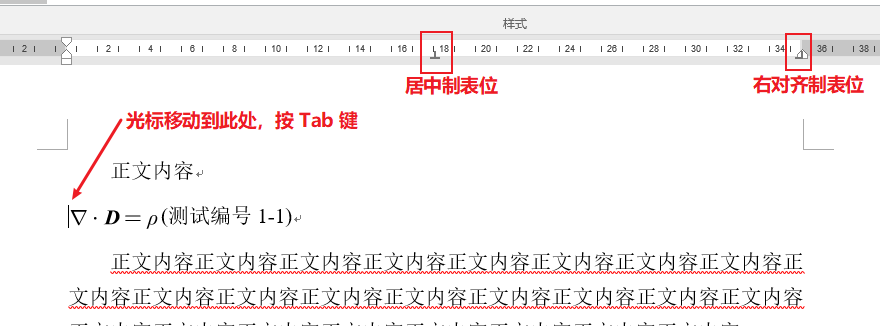 样式
2 2 4 6 8 10 12 14 16 18 20 22 24 26 28 30 32 34 36 38
居中制表位 右对齐制表位
光标移动到此处，按 Tab 键
正文内容
∇ · D = ρ (测试编号 1-1)
正文内容正文内容正文内容正文内容正文内容正文内容正文内容正文内容正
文内容正文内容正文内容正文内容正文内容正文内容正文内容正文内容